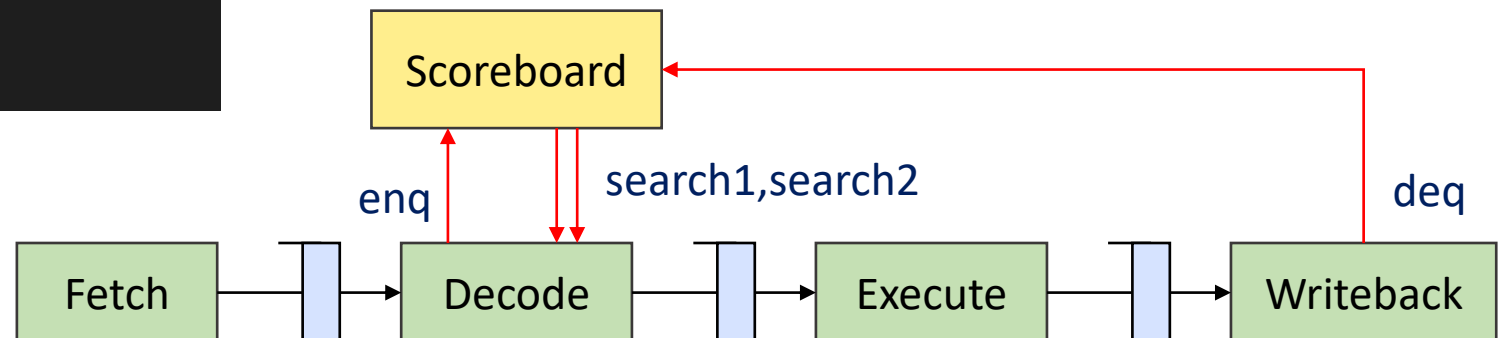 Scoreboard
enq
search1,search2
deq
Fetch
Decode
Execute
Writeback